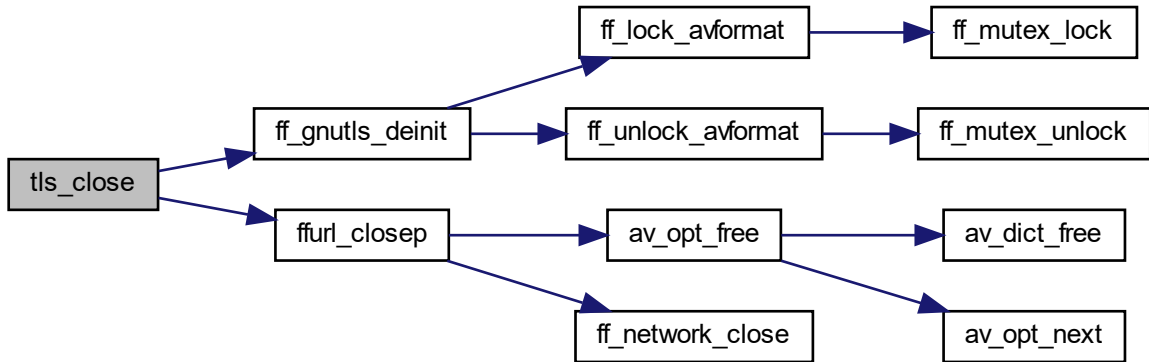 tls_close
ff_gnutls_deinit
ff_lock_avformat
ff_mutex_lock
ff_unlock_avformat
ff_mutex_unlock
ffurl_closep
av_opt_free
av_dict_free
av_opt_next
ff_network_close